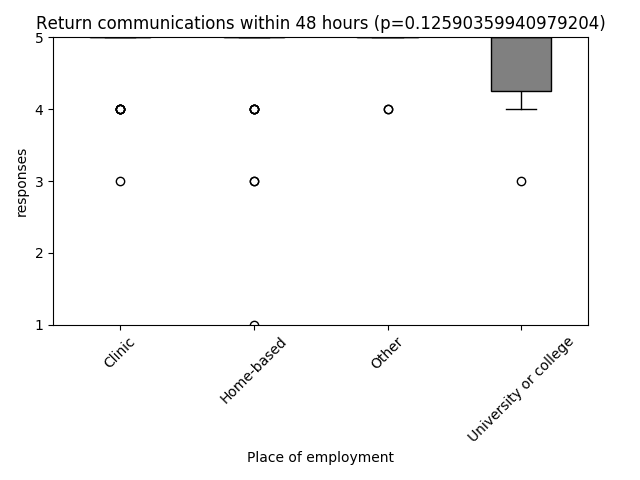 Return communications within 48 hours (p=0.12590359940979204)
5
4
3
2
1
responses
Clinic
Home-based
Other
University or college
Place of employment